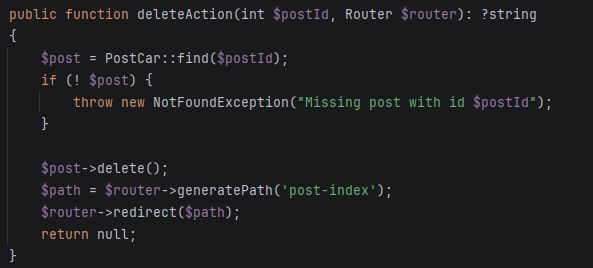 public function deleteAction(int $postId, Router $router): ?string
{
    $post = PostCar::find($postId);
    if (! $post) {
        throw new NotFoundException("Missing post with id $postId");
    }

    $post->delete();
    $path = $router->generatePath('post-index');
    $router->redirect($path);
    return null;
}